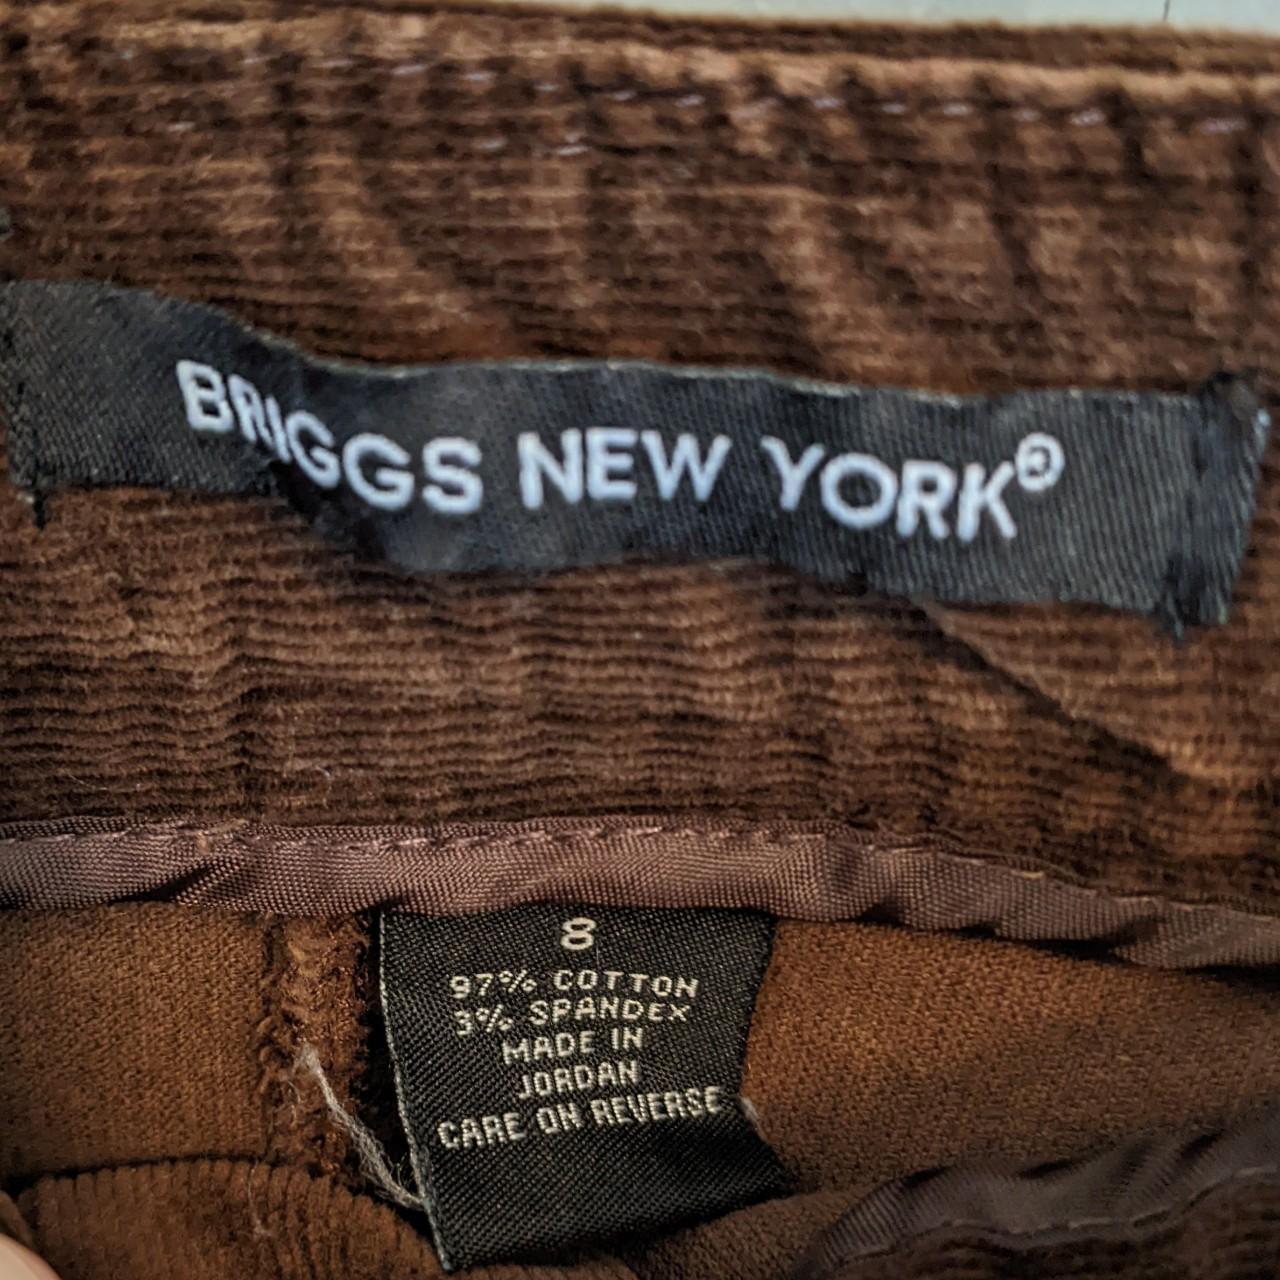 BRIGGS NEW YORK®
8
97% COTTON
3% SPANDEX
MADE IN
JORDAN
CARE ON REVERSE